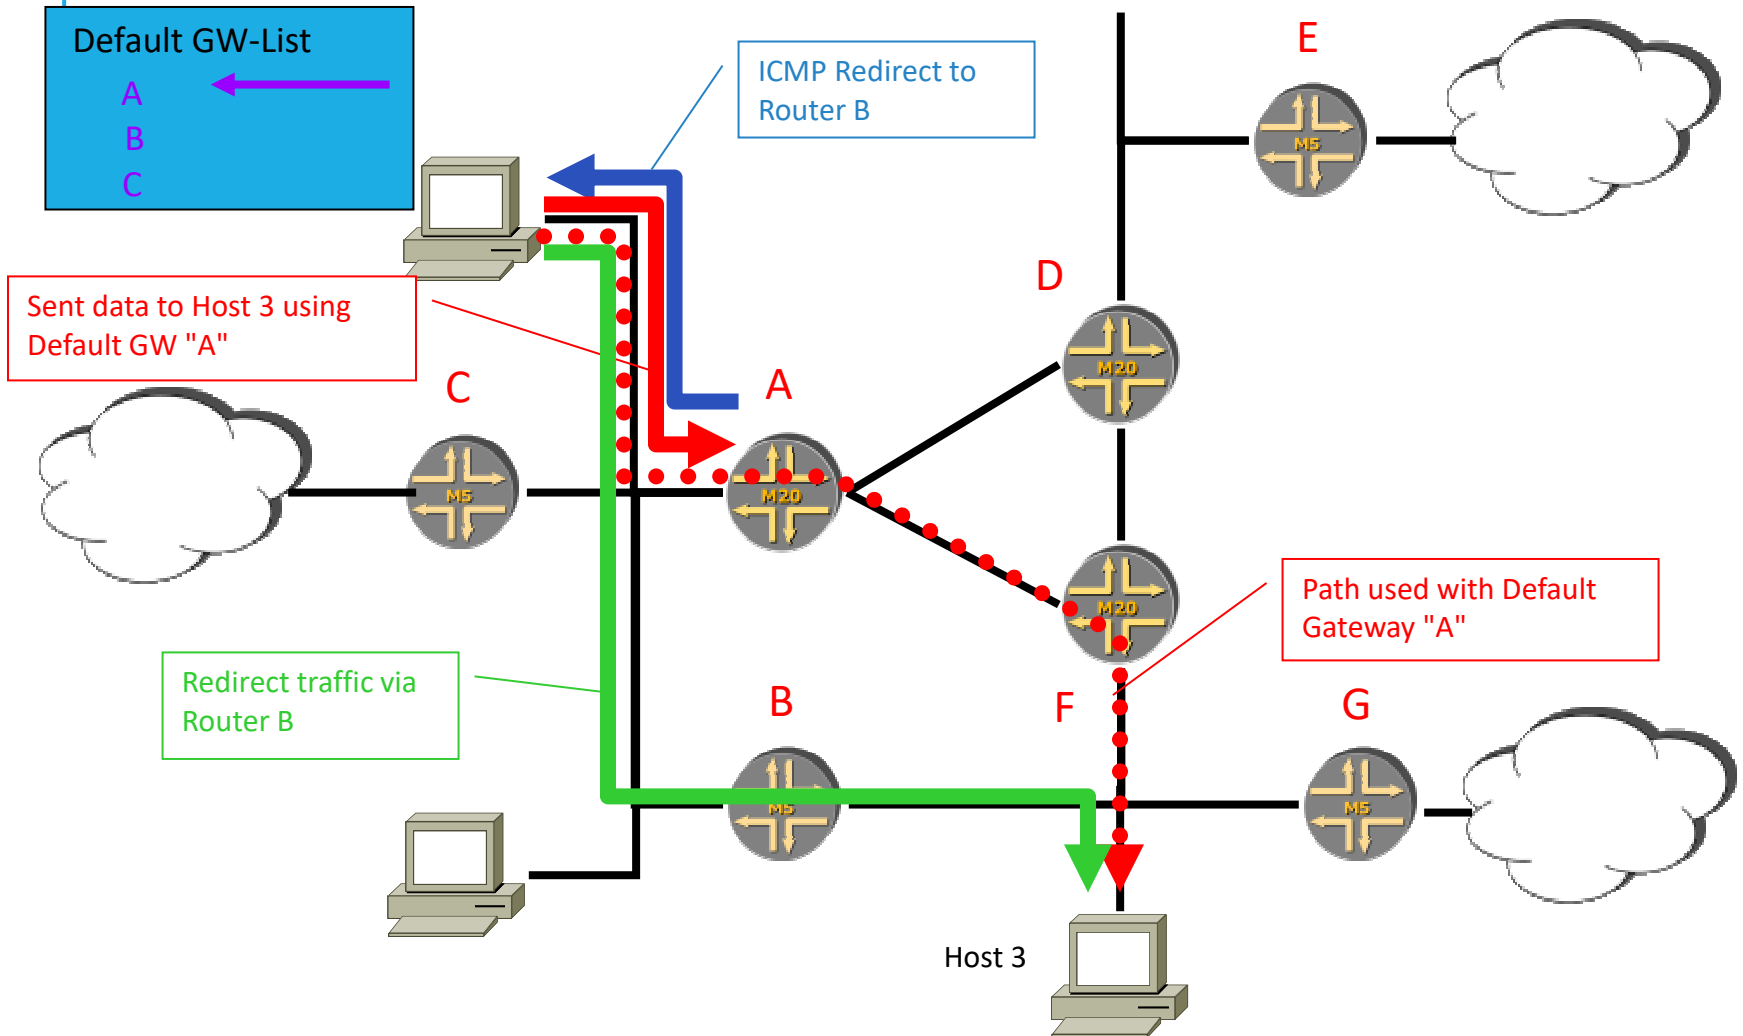 Default GW-List
A
B
C
ICMP Redirect to
Router B
E
M5
D
Sent data to Host 3 using
Default GW "A"
C
A
M20
M5
M20
M20
Path used with Default
Gateway "A"
Redirect traffic via
Router B
B
F
G
M5
M5
Host 3